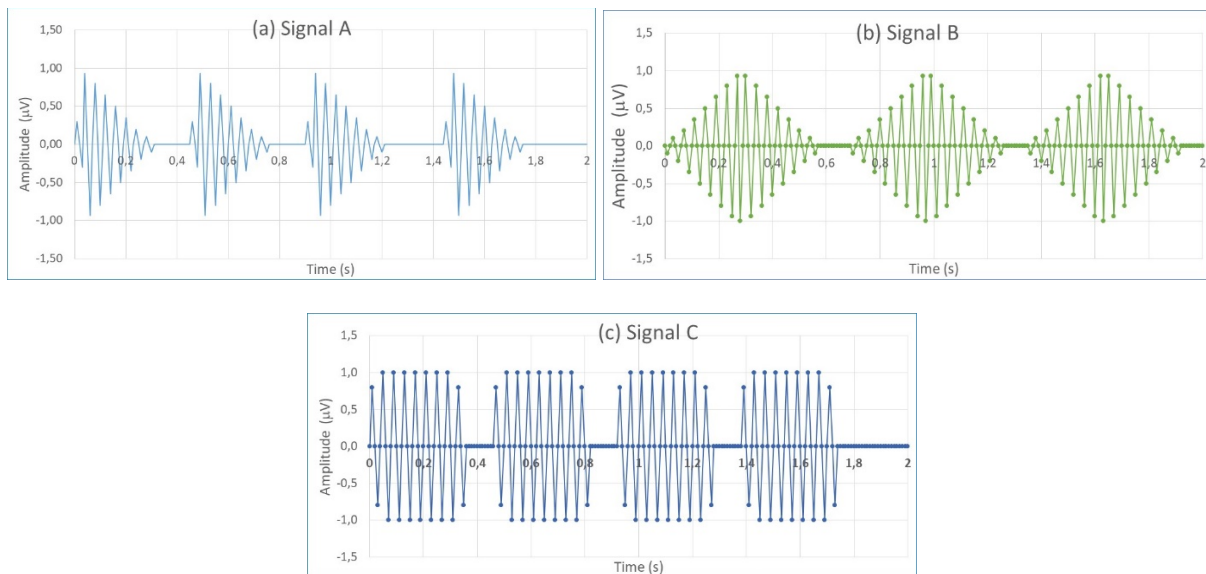 (a) Signal A
1,50
1,00
0,50
0,00
-0,50
-1,00
-1,50
Amplitude (µV)
0 0,2 0,4 0,6 0,8 1 1,2 1,4 1,6 1,8 2
Time (s)
(b) Signal B
1,5
1,0
0,5
0,0
-0,5
-1,0
-1,5
Amplitude (µV)
0 0,2 0,4 0,6 0,8 1 1,2 1,4 1,6 1,8 2
Time (s)
(c) Signal C
1,5
1,0
0,5
0,0
-0,5
-1,0
-1,5
Amplitude (µV)
0 0,2 0,4 0,6 0,8 1 1,2 1,4 1,6 1,8 2
Time (s)